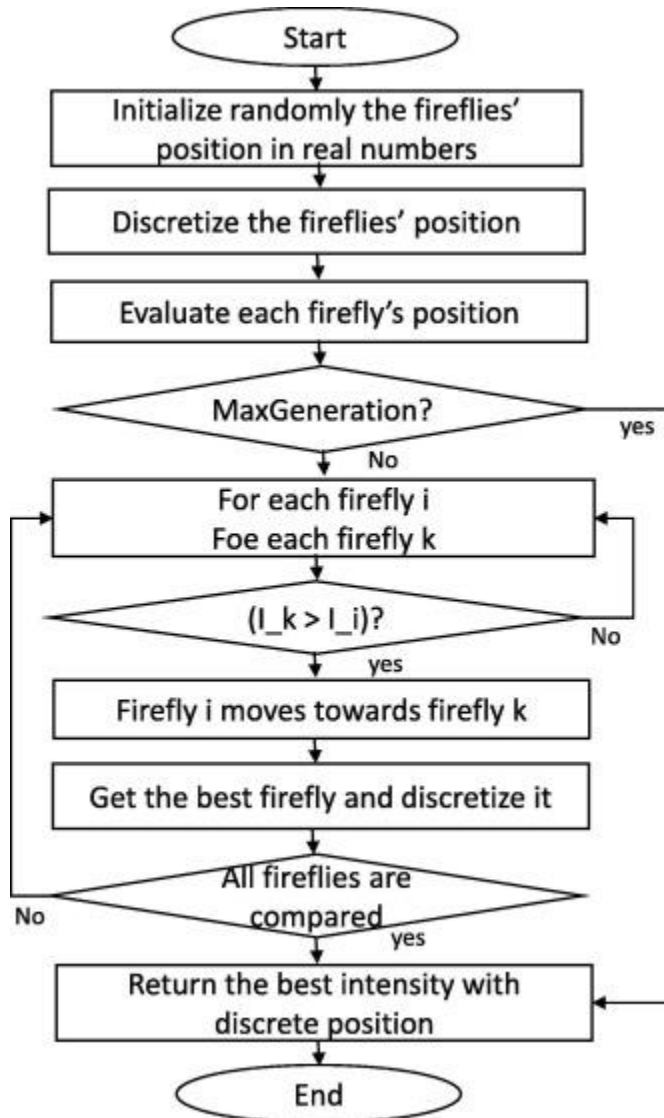 Start
Initialize randomly the fireflies'
position in real numbers
Discretize the fireflies' position
Evaluate each firefly's position
MaxGeneration?
yes
No
For each firefly i
Foe each firefly k
(I_k > I_i)?
No
yes
Firefly i moves towards firefly k
Get the best firefly and discretize it
All fireflies are
compared
No
yes
Return the best intensity with
discrete position
End